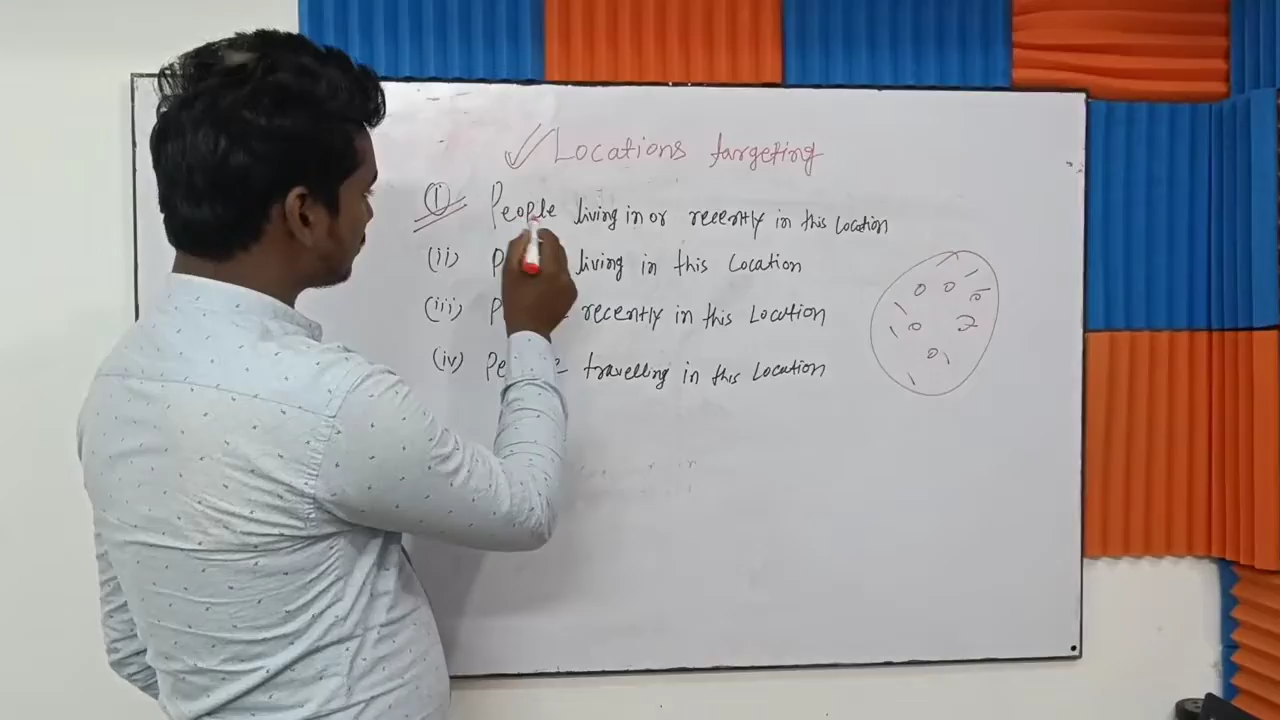 Locations targeting
(i) People living in or recently in this Location
(ii) living in this Location
(iii) recently in this Location
(iv) travelling in this Location